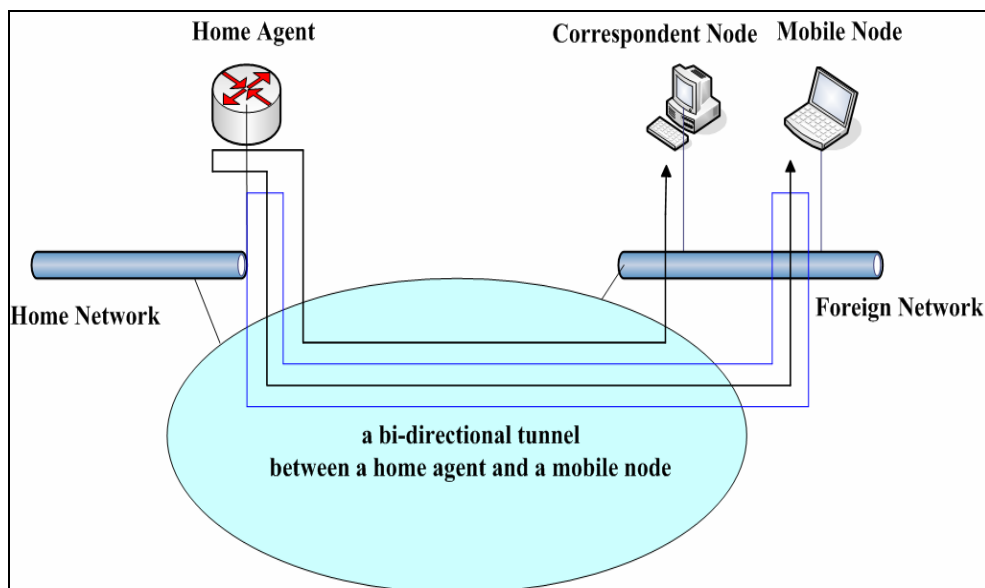 Home Agent
Correspondent Node
Mobile Node
Home Network
Foreign Network
a bi-directional tunnel
between a home agent and a mobile node